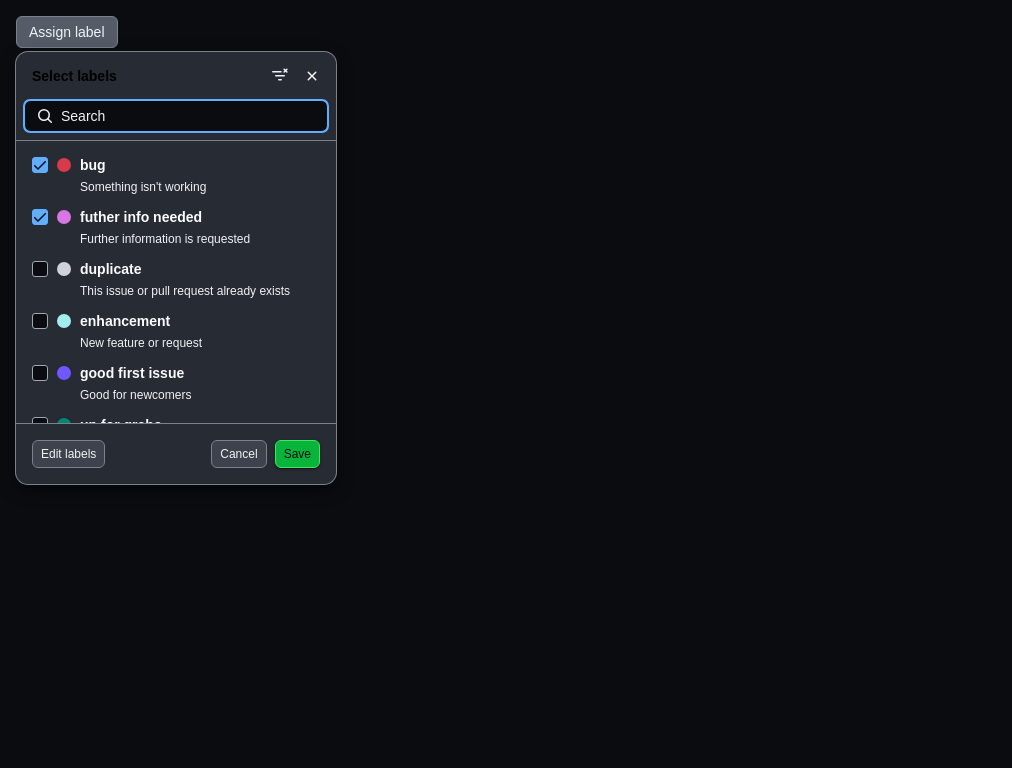 Assign label
Select labels
Search
bug
Something isn't working
futher info needed
Further information is requested
duplicate
This issue or pull request already exists
enhancement
New feature or request
good first issue
Good for newcomers
Edit labels
Cancel
Save